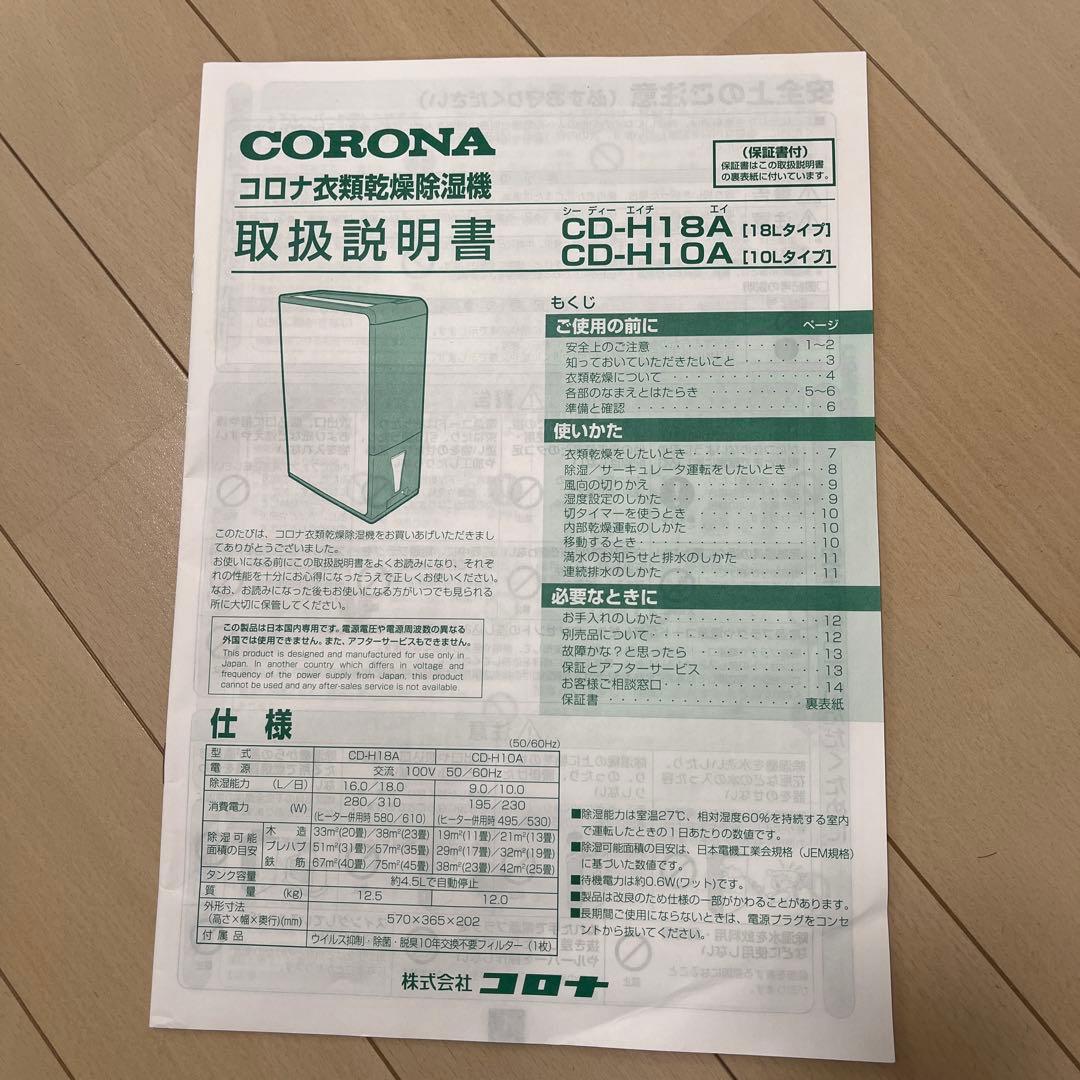 CORONA
コロナ衣類乾燥除湿機
取扱説明書
（保証書付）
保証書はこの取扱説明書
の裏表紙に付いています。
シー ディー エイチ エイ
CD-H18A [18Lタイプ]
CD-H10A [10Lタイプ]
もくじ
ご使用の前に ページ
安全上のご注意 ・・・・・・・・・・・・・ 1～2
知っておいていただきたいこと ・・・・・・・ 3
衣類乾燥について ・・・・・・・・・・・・・ 4
各部のなまえとはたらき ・・・・・・・・・ 5～6
準備と確認 ・・・・・・・・・・・・・・・・ 6
使いかた
衣類乾燥をしたいとき ・・・・・・・・・・・ 7
除湿／サーキュレータ運転をしたいとき ・・・ 8
風向の切りかえ ・・・・・・・・・・・・・・ 9
湿度設定のしかた ・・・・・・・・・・・・・ 9
切タイマーを使うとき ・・・・・・・・・・・ 10
内部乾燥運転のしかた ・・・・・・・・・・・ 10
移動するとき ・・・・・・・・・・・・・・・ 10
満水のお知らせと排水のしかた ・・・・・・・ 11
連続排水のしかた ・・・・・・・・・・・・・ 11
必要なときに
お手入れのしかた ・・・・・・・・・・・・・ 12
別売品について ・・・・・・・・・・・・・・ 12
故障かな？と思ったら ・・・・・・・・・・・ 13
保証とアフターサービス ・・・・・・・・・・ 13
お客様ご相談窓口 ・・・・・・・・・・・・・ 14
保証書 ・・・・・・・・・・・・・・・・ 裏表紙
このたびは、コロナ衣類乾燥除湿機をお買いあげいただきまし
てありがとうございました。
お使いになる前にこの取扱説明書をよくお読みになり、それぞ
れの性能を十分にお心得になったうえで正しくお使いください。
なお、お読みになった後もお使いになる方がいつでも見られる
所に大切に保管してください。
この製品は日本国内専用です。電源電圧や電源周波数の異なる
外国では使用できません。また、アフターサービスもできません。
This product is designed and manufactured for use only in
Japan. In another country which differs in voltage and
frequency of the power supply from Japan, this product
cannot be used and any after-sales service is not available.
仕様
(50/60Hz)
型式 CD-H18A CD-H10A
電源 交流 100V 50／60Hz
除湿能力 （L／日） 16.0／18.0 9.0／10.0
消費電力 （W） 280／310 195／230
(ヒーター併用時 580／610) (ヒーター併用時 495／530)
除湿可能面積の目安 木造 33m²(20畳)／38m²(23畳) 19m²(11畳)／21m²(13畳)
プレハブ 51m²(31畳)／57m²(35畳) 29m²(17畳)／32m²(19畳)
鉄筋 67m²(40畳)／75m²(45畳) 38m²(23畳)／42m²(25畳)
タンク容量 約4.5Lで自動停止
質量 (kg) 12.5 12.0
外形寸法
(高さ×幅×奥行)(mm) 570×365×202
付属品 ウイルス抑制・除菌・脱臭10年交換不要フィルター（1枚）
■除湿能力は室温27℃、相対湿度60％を持続する室内
で運転したときの1日あたりの数値です。
■除湿可能面積の目安は、日本電機工業会規格（JEM規格）
に基づいた数値です。
■待機電力は約0.6W(ワット)です。
■製品は改良のため仕様の一部がかわることがあります。
■長期間ご使用にならないときは、電源プラグをコンセ
ントから抜いてください。
株式会社 コロナ